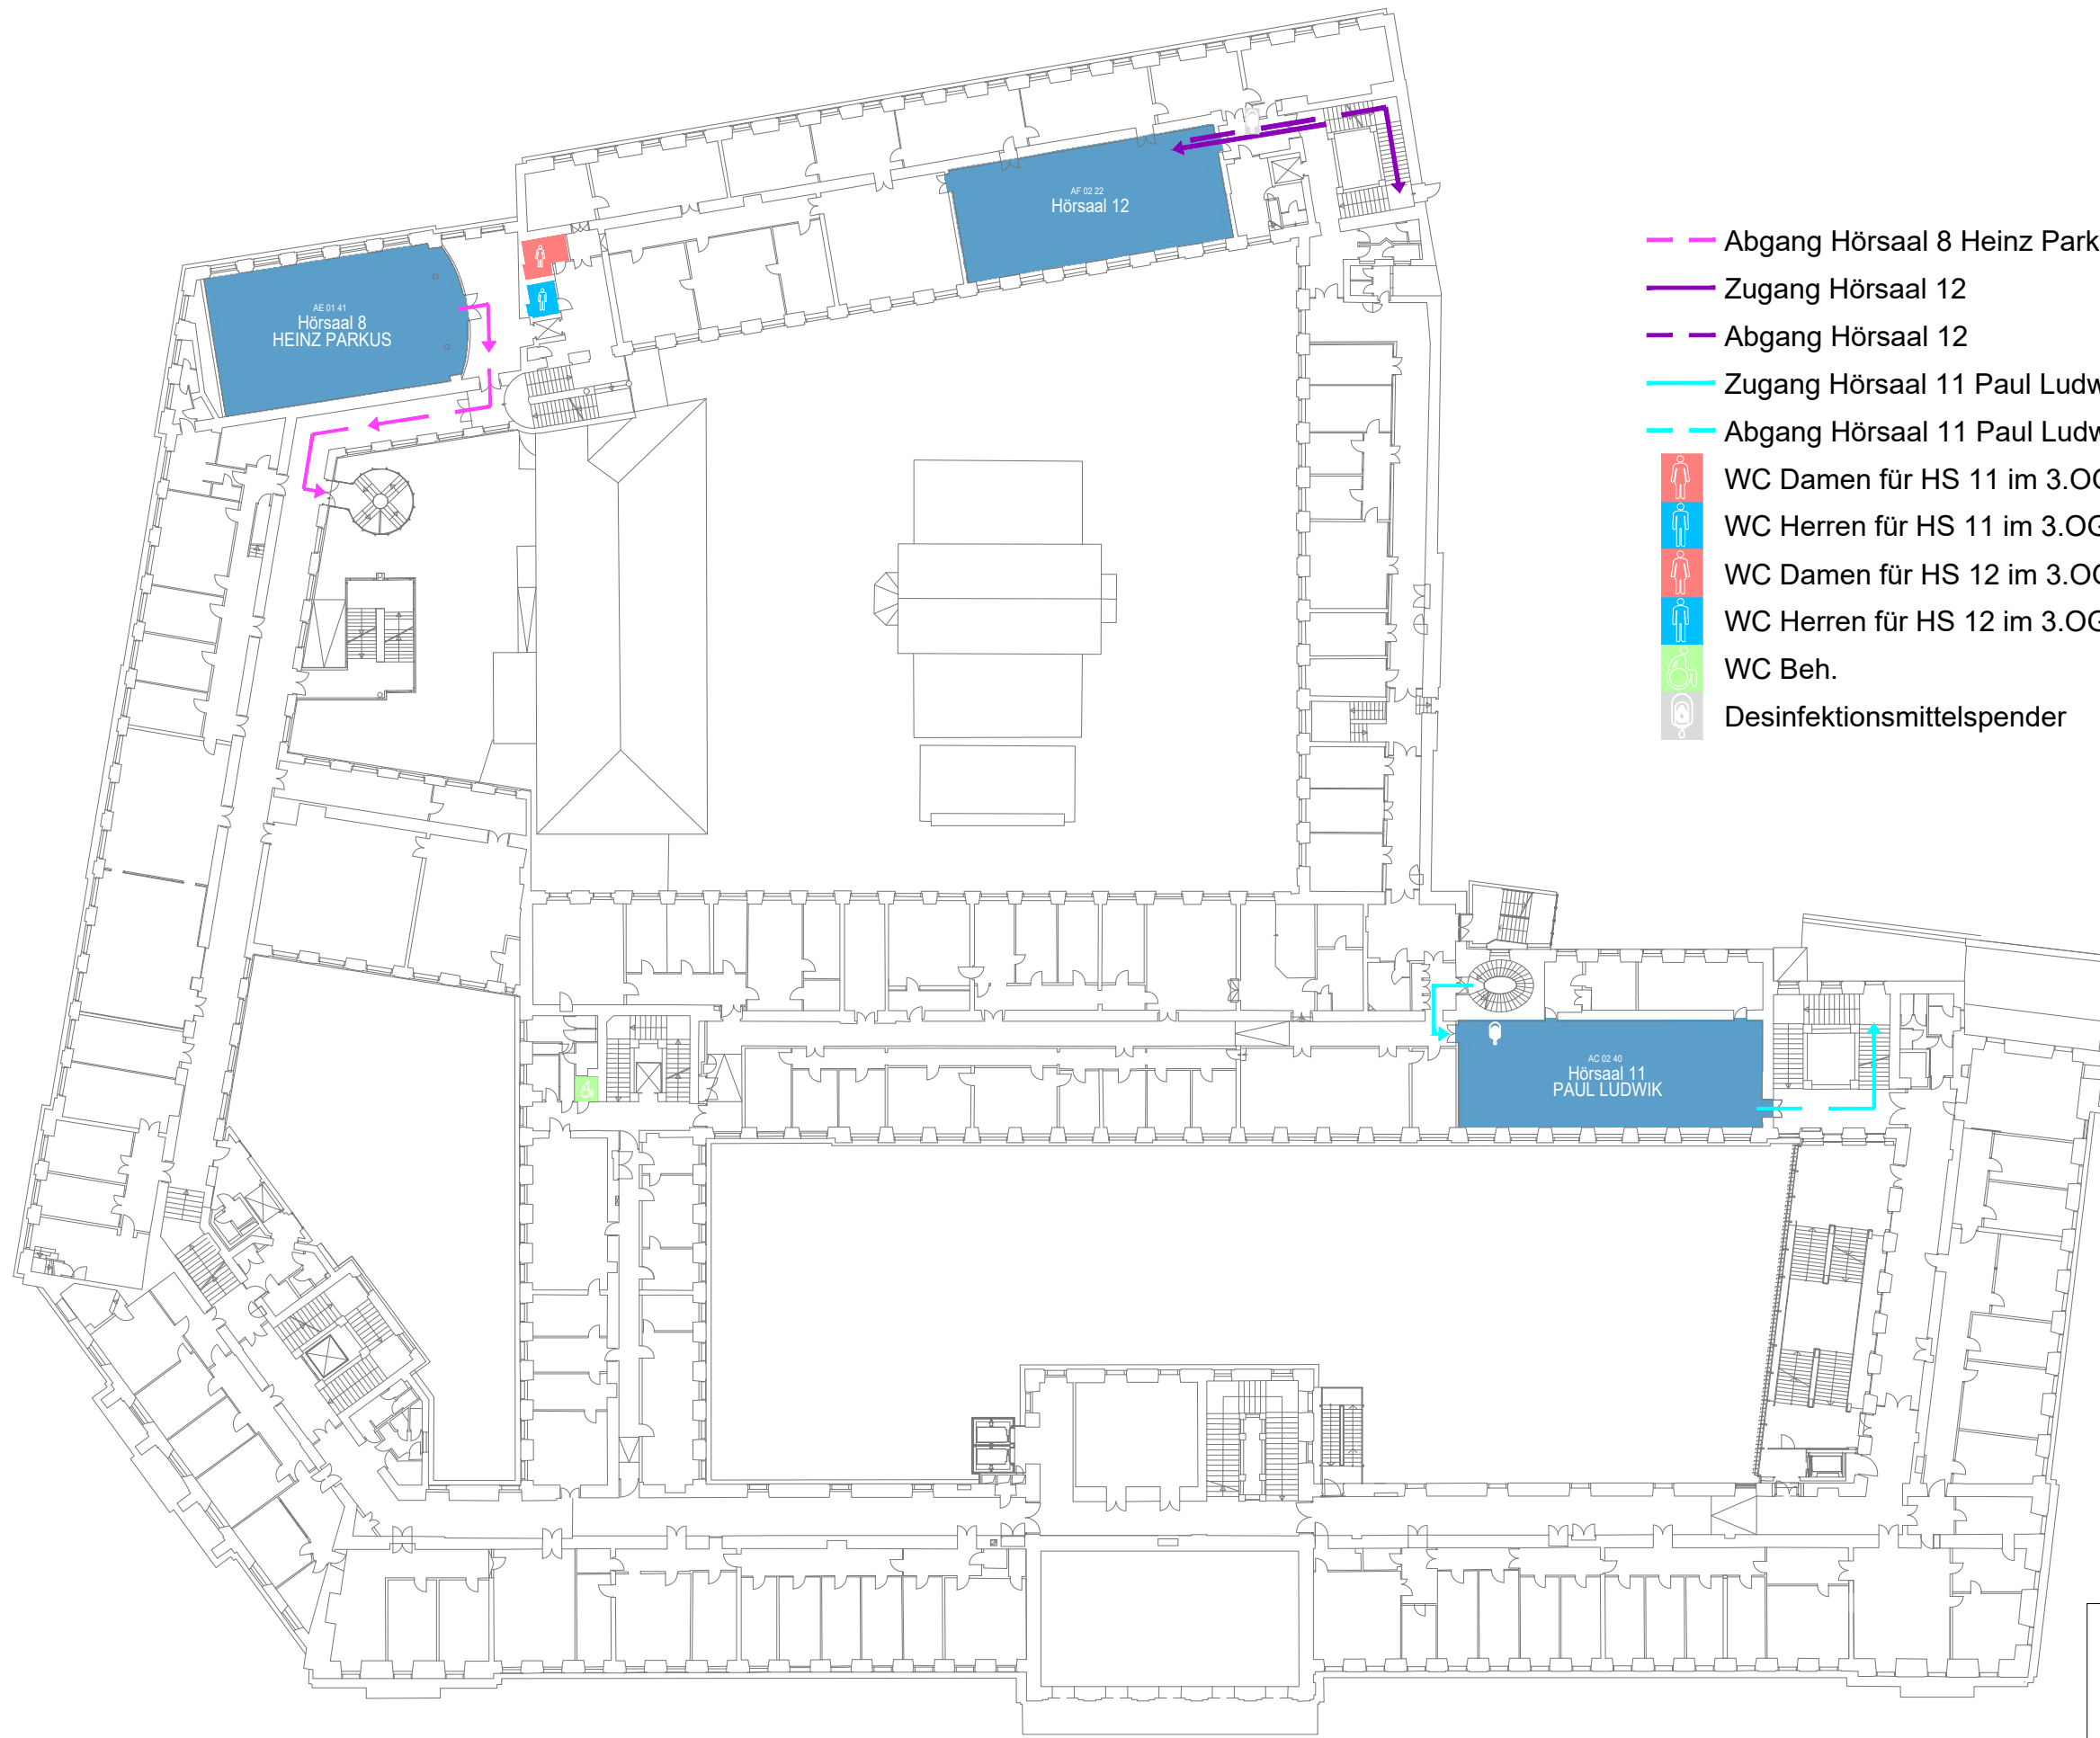 AF 02 22
Hörsaal 12
AE 01 41
Hörsaal 8
HEINZ PARKUS
Abgang Hörsaal 8 Heinz Park
Zugang Hörsaal 12
Abgang Hörsaal 12
Zugang Hörsaal 11 Paul Ludw
Abgang Hörsaal 11 Paul Ludw
WC Damen für HS 11 im 3.OG
WC Herren für HS 11 im 3.OG
WC Damen für HS 12 im 3.OG
WC Herren für HS 12 im 3.OG
WC Beh.
Desinfektionsmittelspender
AC 02 40
Hörsaal 11
PAUL LUDWIK